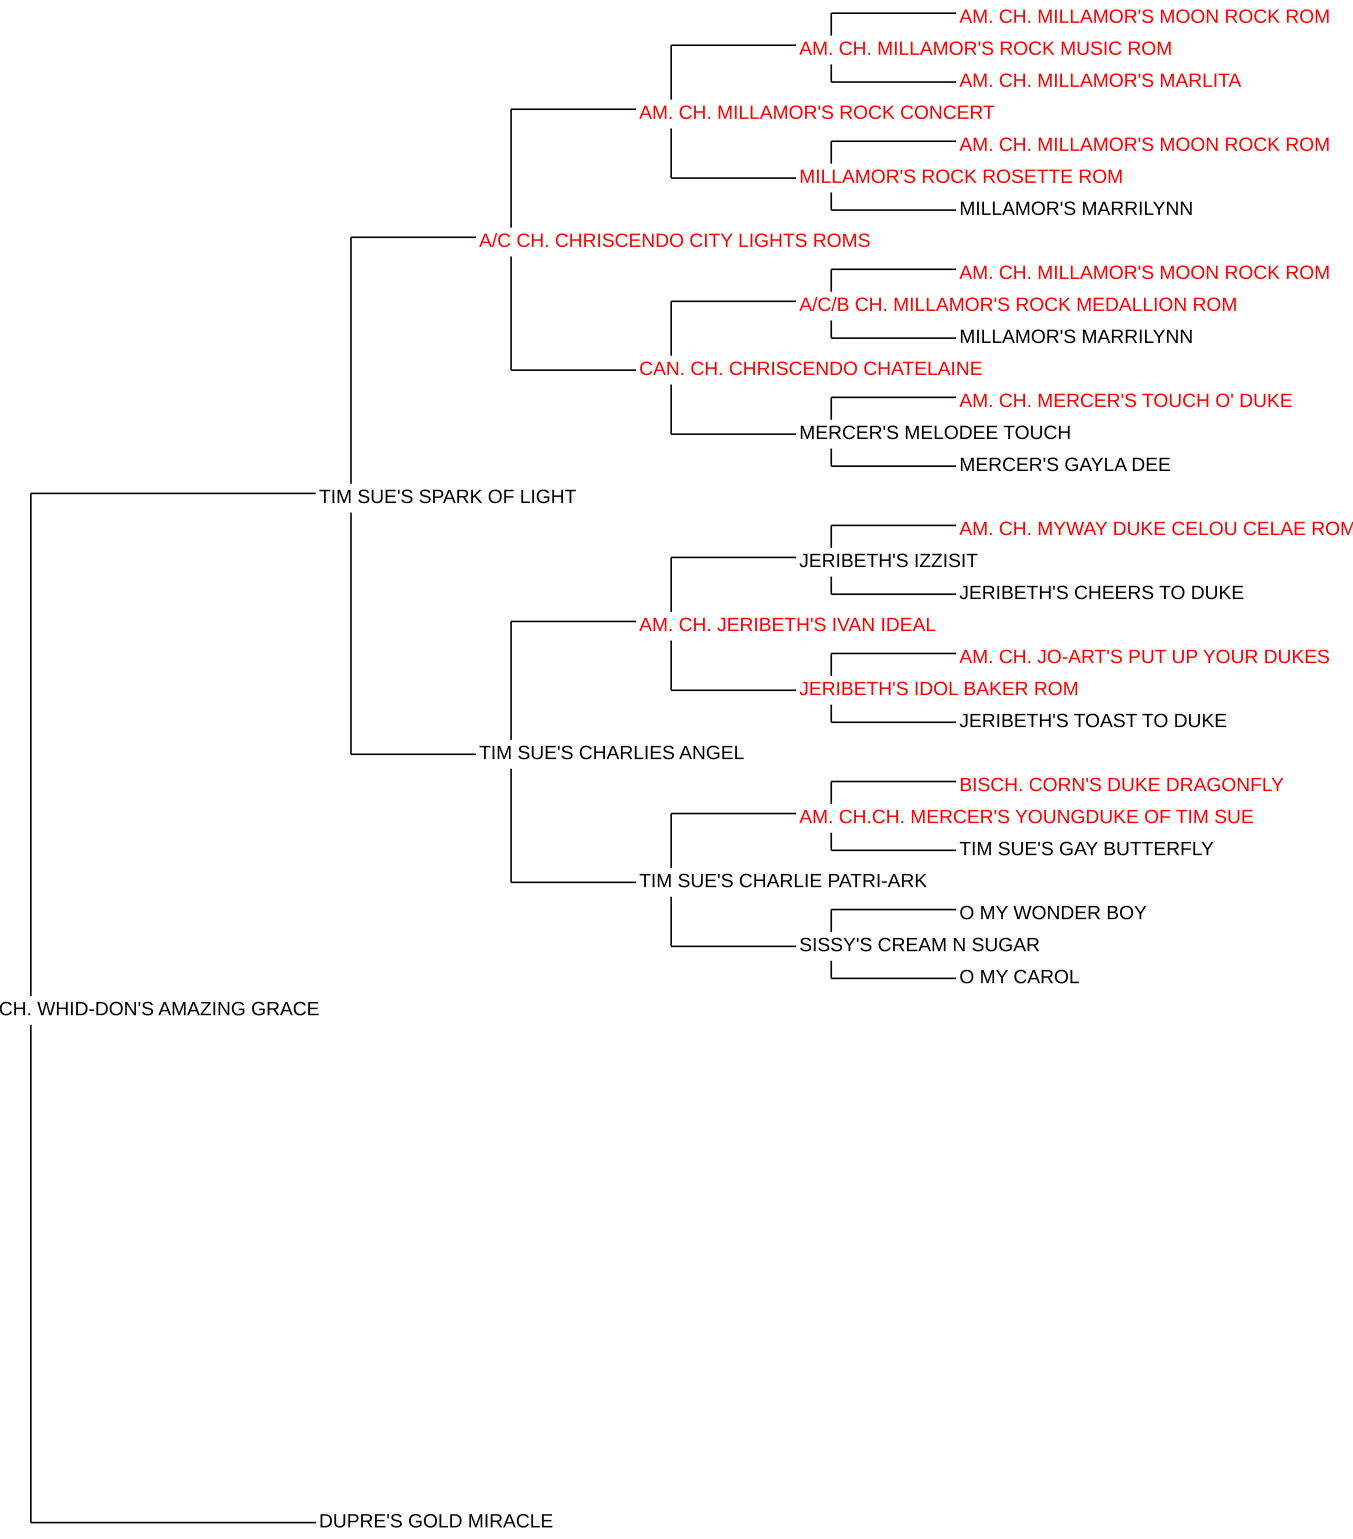 AM. CH. MILLAMOR'S MOON ROCK ROM
AM. CH. MILLAMOR'S ROCK MUSIC ROM
AM. CH. MILLAMOR'S MARLITA
AM. CH. MILLAMOR'S ROCK CONCERT
AM. CH. MILLAMOR'S MOON ROCK ROM
MILLAMOR'S ROCK ROSETTE ROM
MILLAMOR'S MARRILYNN
A/C CH. CHRISCENDO CITY LIGHTS ROMS
AM. CH. MILLAMOR'S MOON ROCK ROM
A/C/B CH. MILLAMOR'S ROCK MEDALLION ROM
MILLAMOR'S MARRILYNN
CAN. CH. CHRISCENDO CHATELAINE
AM. CH. MERCER'S TOUCH O' DUKE
MERCER'S MELODEE TOUCH
MERCER'S GAYLA DEE
TIM SUE'S SPARK OF LIGHT
AM. CH. MYWAY DUKE CELOU CELAE ROM
JERIBETH'S IZZISIT
JERIBETH'S CHEERS TO DUKE
AM. CH. JERIBETH'S IVAN IDEAL
AM. CH. JO-ART'S PUT UP YOUR DUKES
JERIBETH'S IDOL BAKER ROM
JERIBETH'S TOAST TO DUKE
TIM SUE'S CHARLIES ANGEL
BISCH. CORN'S DUKE DRAGONFLY
AM. CH.CH. MERCER'S YOUNGDUKE OF TIM SUE
TIM SUE'S GAY BUTTERFLY
TIM SUE'S CHARLIE PATRI-ARK
O MY WONDER BOY
SISSY'S CREAM N SUGAR
O MY CAROL
CH. WHID-DON'S AMAZING GRACE
DUPRE'S GOLD MIRACLE